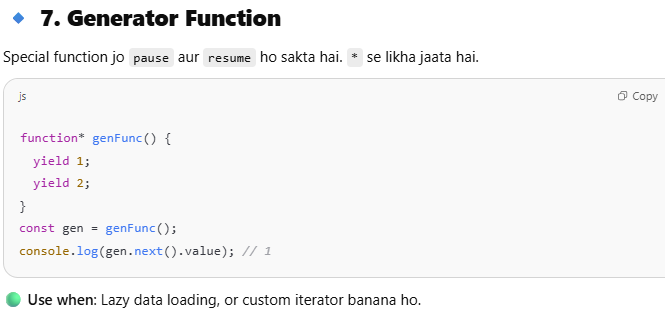 7. Generator Function
Special function jo pause aur resume ho sakta hai. * se likha jaata hai.
js
Copy
function* genFunc() {
  yield 1;
  yield 2;
}
const gen = genFunc();
console.log(gen.next().value); // 1
Use when: Lazy data loading, or custom iterator banana ho.